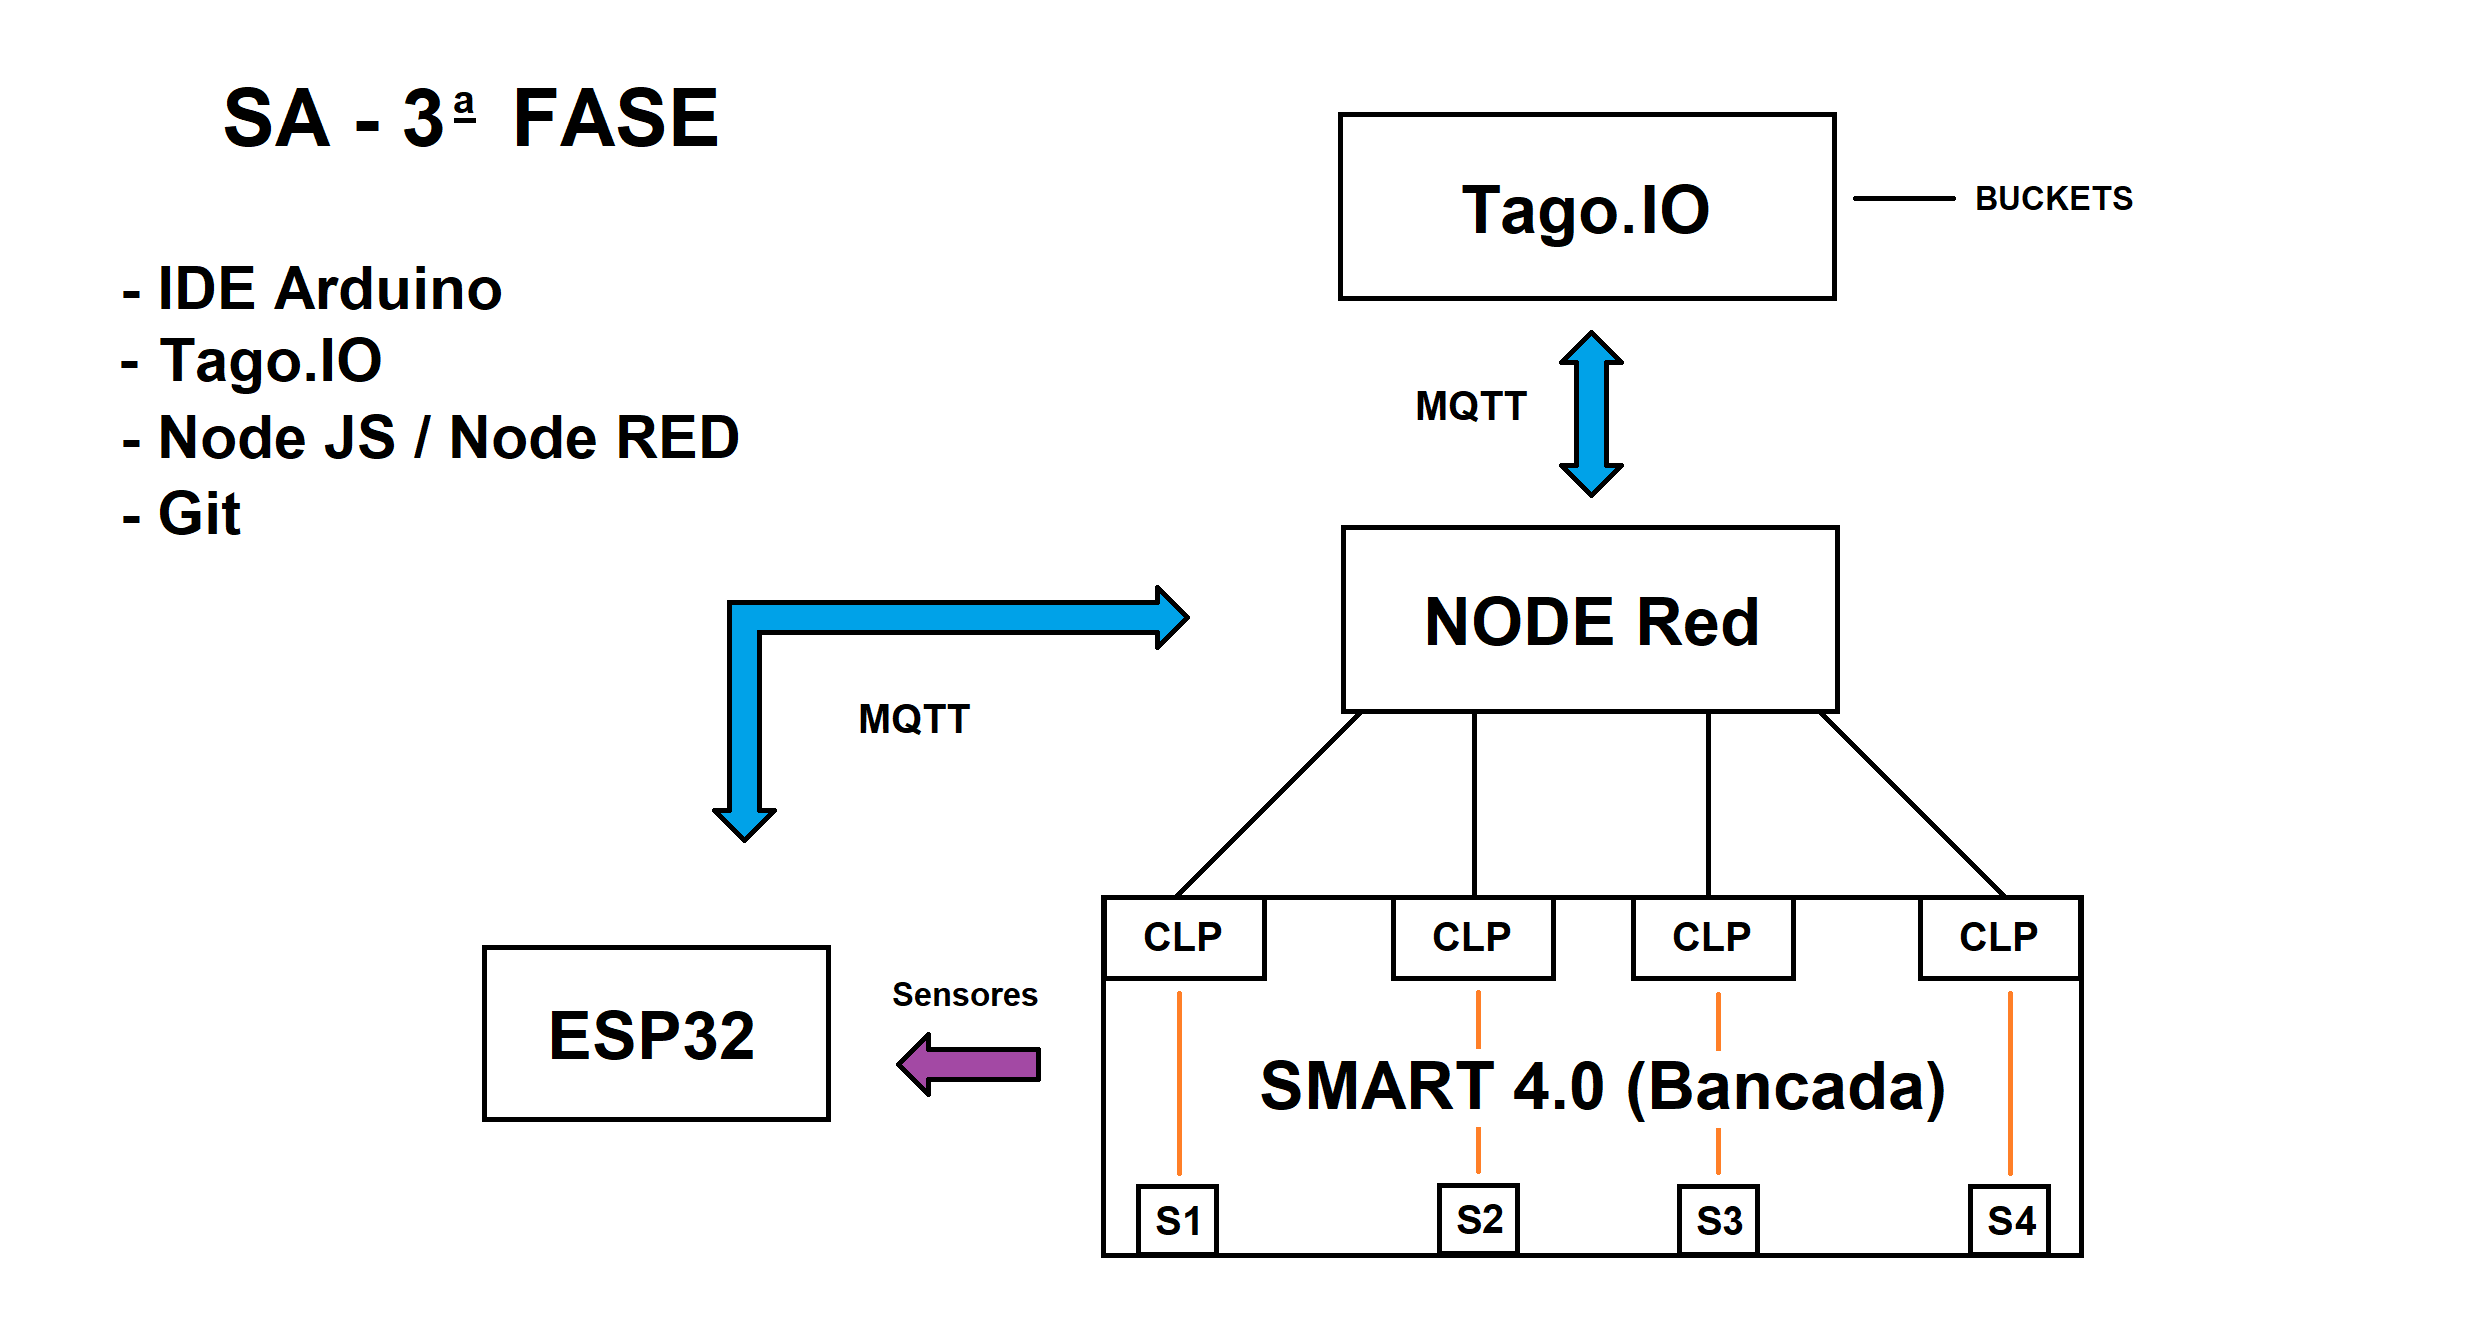 SA - 3ª FASE
- IDE Arduino
- Tago.IO
- Node JS / Node RED
- Git
Tago.IO
BUCKETS
MQTT
NODE Red
MQTT
CLP
CLP
CLP
CLP
Sensores
ESP32
SMART 4.0 (Bancada)
S1
S2
S3
S4